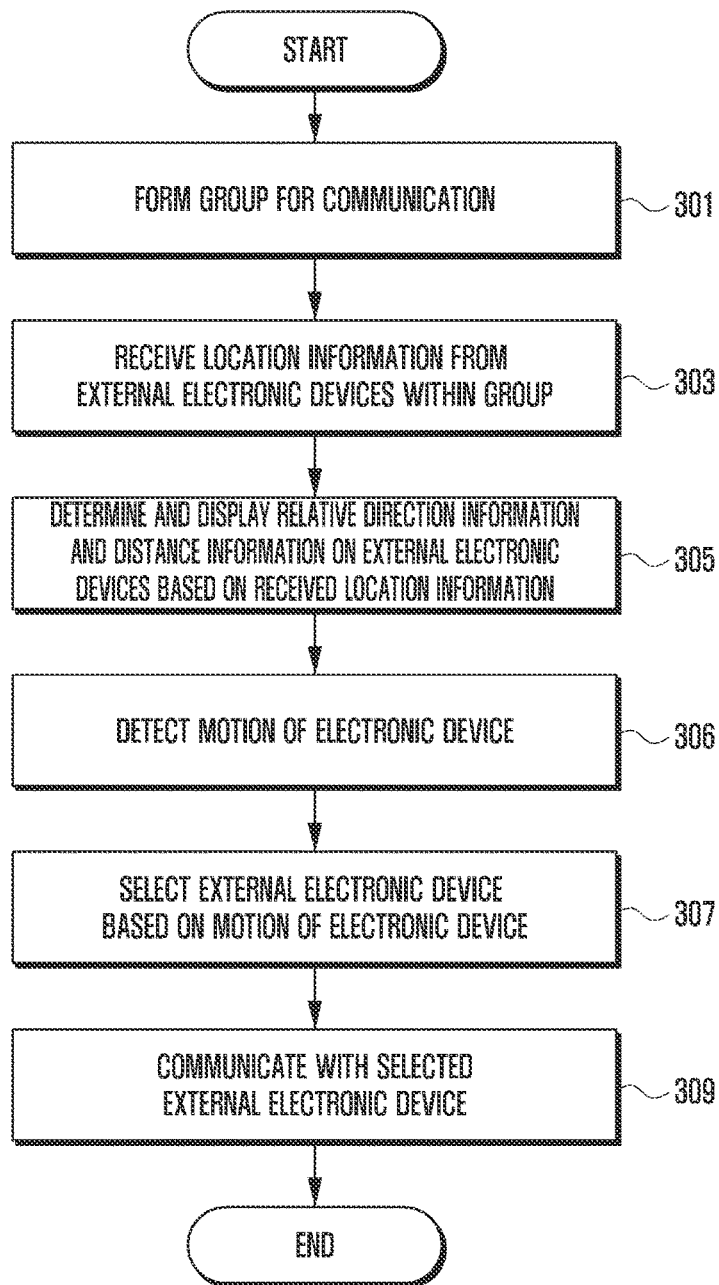 START
FORM GROUP FOR COMMUNICATION
301
RECEIVE LOCATION INFORMATION FROM
EXTERNAL ELECTRONIC DEVICES WITHIN GROUP
303
DETERMINE AND DISPLAY RELATIVE DIRECTION INFORMATION
AND DISTANCE INFORMATION ON EXTERNAL ELECTRONIC
DEVICES BASED ON RECEIVED LOCATION INFORMATION
305
DETECT MOTION OF ELECTRONIC DEVICE
306
SELECT EXTERNAL ELECTRONIC DEVICE
BASED ON MOTION OF ELECTRONIC DEVICE
307
COMMUNICATE WITH SELECTED
EXTERNAL ELECTRONIC DEVICE
309
END